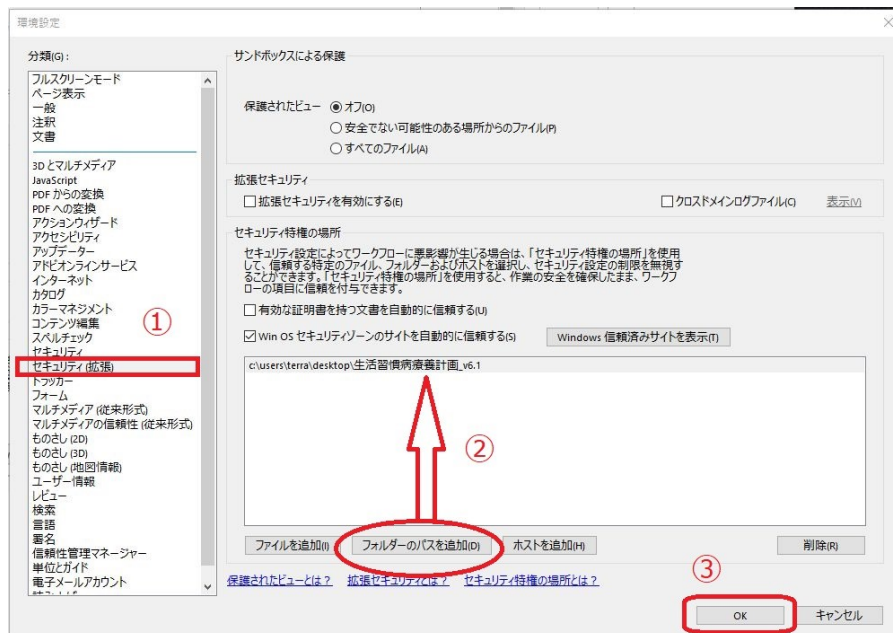 環境設定
分類(G):
フルスクリーンモード
ページ表示
一般
注釈
文書
3D とマルチメディア
JavaScript
PDF からの変換
PDF への変換
アクションウィザード
アクセシビリティ
アップデーター
アドビオンラインサービス
インターネット
カタログ
カラーマネジメント
コンテンツ編集
スペルチェック
セキュリティ
セキュリティ (拡張)
トラッカー
フォーム
マルチメディア (従来形式)
マルチメディアの信頼性 (従来形式)
ものさし (2D)
ものさし (3D)
ものさし (地図情報)
ユーザー情報
レビュー
検索
言語
署名
信頼性管理マネージャー
単位とガイド
電子メールアカウント
①
サンドボックスによる保護
保護されたビュー
オフ(O)
安全でない可能性のある場所からのファイル(P)
すべてのファイル(A)
拡張セキュリティ
拡張セキュリティを有効にする(E)
クロスドメインログファイル(C)
表示(V)
セキュリティ特権の場所
セキュリティ設定によってワークフローに悪影響が生じる場合は、「セキュリティ特権の場所」を使用
して、信頼する特定のファイル、フォルダーおよびホストを選択し、セキュリティ設定の制限を無視す
ることができます。「セキュリティ特権の場所」を使用すると、作業の安全を確保したまま、ワークフ
ローの項目に信頼を付与できます。
有効な証明書を持つ文書を自動的に信頼する(U)
Win OS セキュリティゾーンのサイトを自動的に信頼する(S)
Windows 信頼済みサイトを表示(T)
c:\users\terra\desktop\生活習慣病療養計画_v6.1
②
ファイルを追加(I)
フォルダーのパスを追加(D)
ホストを追加(H)
削除(R)
保護されたビューとは?
拡張セキュリティとは?
セキュリティ特権の場所とは?
③
OK
キャンセル